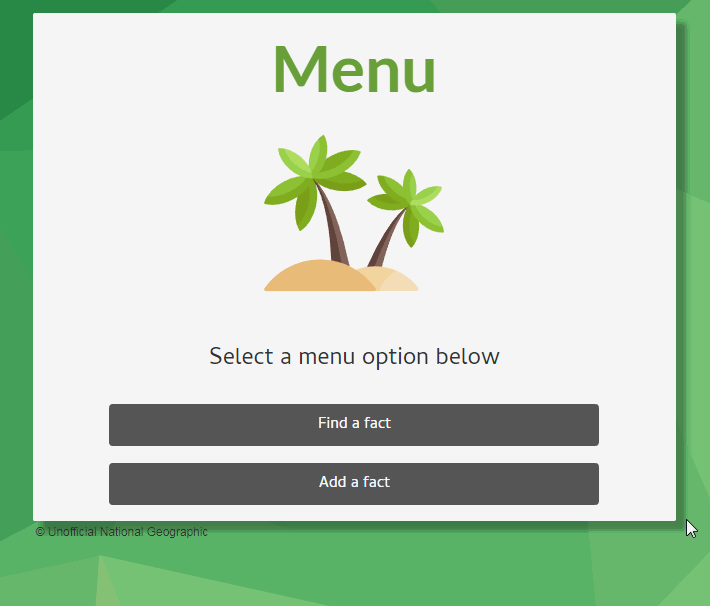 Menu
Select a menu option below
Find a fact
Add a fact
© Unofficial National Geographic